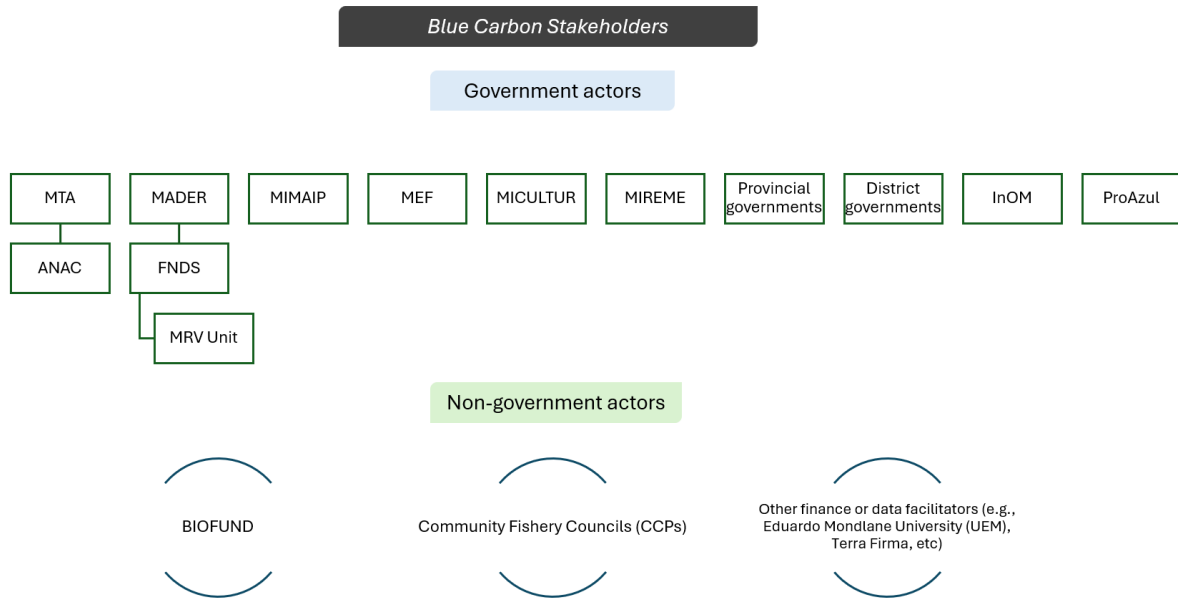 Blue Carbon Stakeholders
Government actors
MTA
MADER
MIMAIP
MEF
MICULTUR
MIREME
Provincial
governments
District
governments
InOM
ProAzul
ANAC
FNDS
MRV Unit
Non-government actors
BIOFUND
Community Fishery Councils (CCPs)
Other finance or data facilitators (e.g.,
Eduardo Mondlane University (UEM),
Terra Firma, etc)